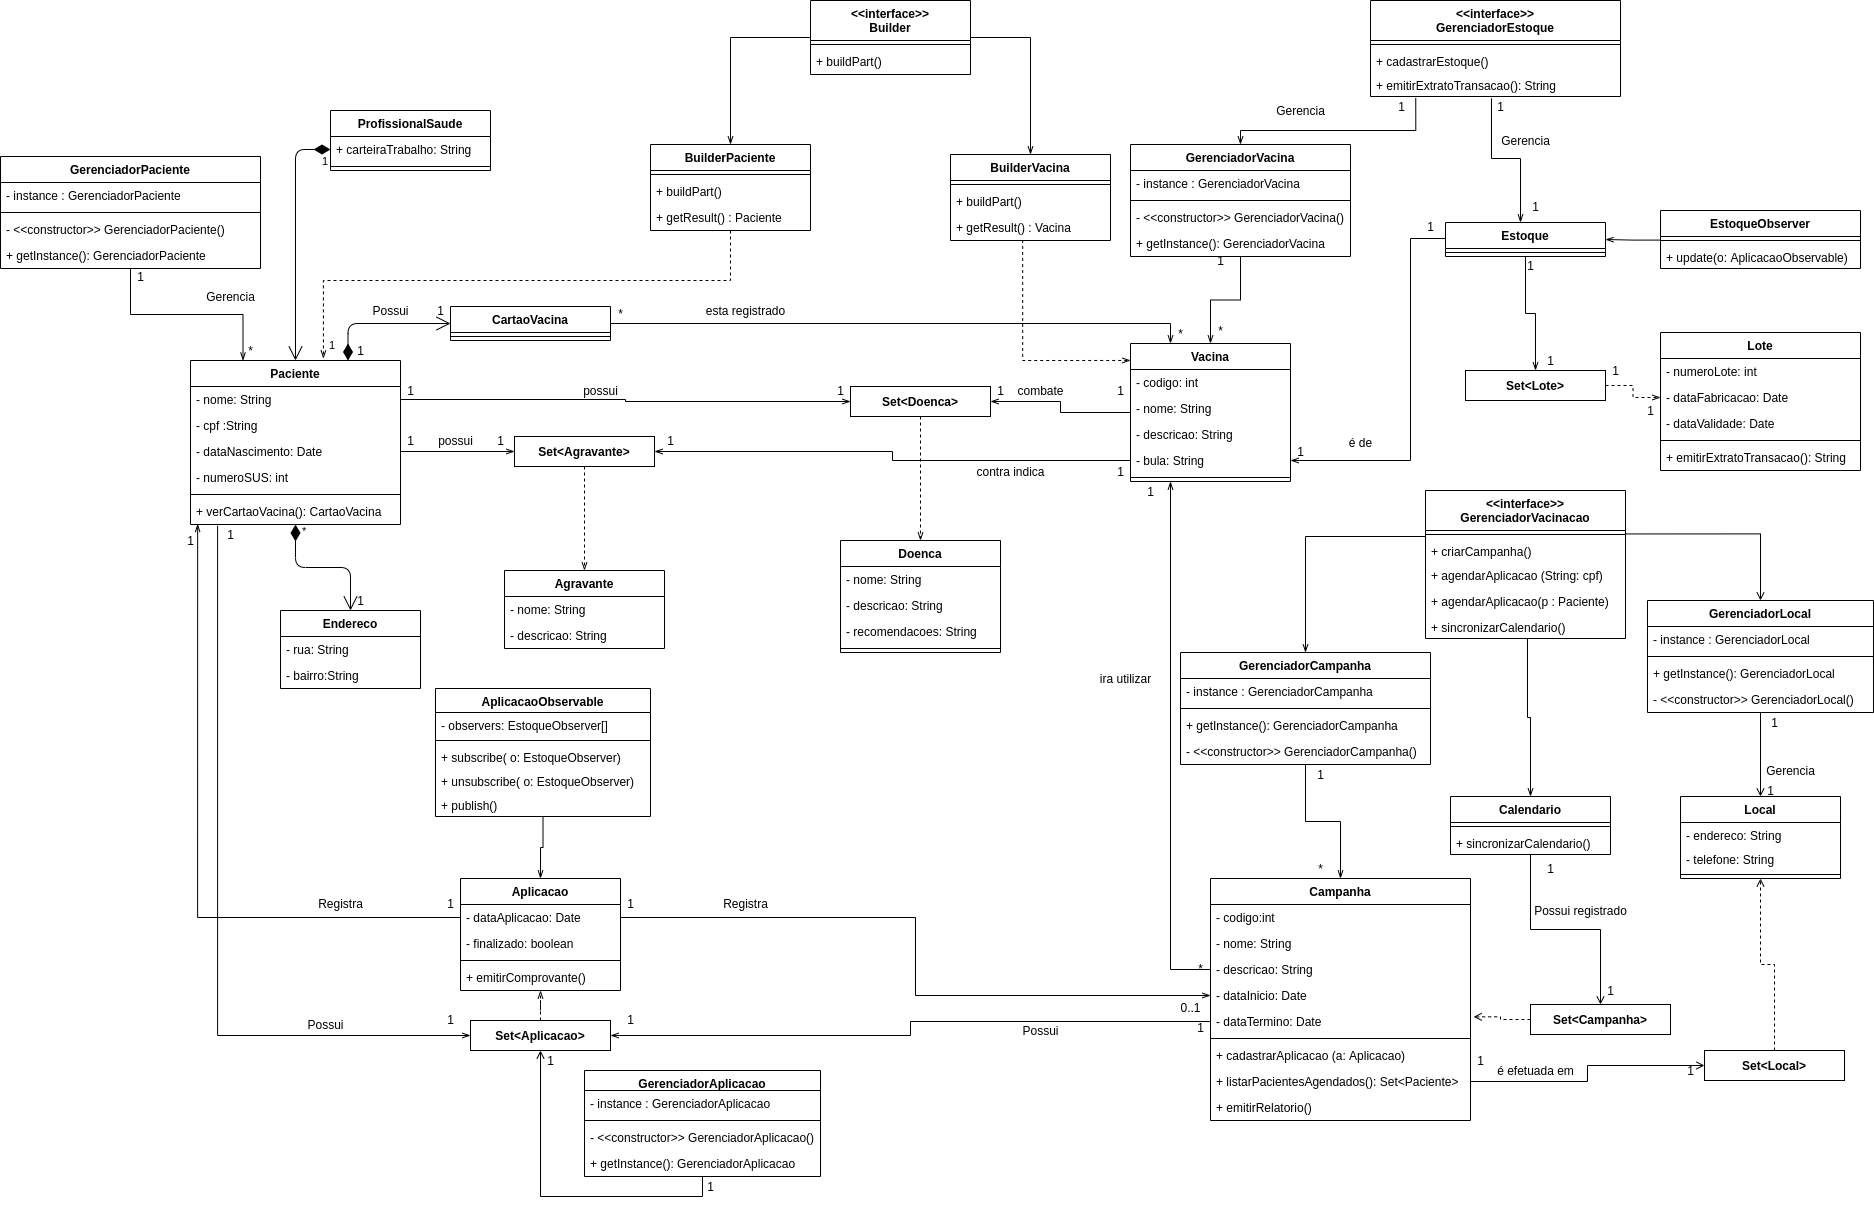 <<interface>>
Builder
+ buildPart()
<<interface>>
GerenciadorEstoque
+ cadastrarEstoque()
+ emitirExtratoTransacao(): String
1
1
Gerencia
Gerencia
ProfissionalSaude
+ carteiraTrabalho: String
1
GerenciadorPaciente
- instance : GerenciadorPaciente
- <<constructor>> GerenciadorPaciente()
+ getInstance(): GerenciadorPaciente
1
Gerencia
*
BuilderPaciente
+ buildPart()
+ getResult() : Paciente
BuilderVacina
+ buildPart()
+ getResult() : Vacina
GerenciadorVacina
- instance : GerenciadorVacina
- <<constructor>> GerenciadorVacina()
+ getInstance(): GerenciadorVacina
1
*
1
1
Estoque
1
EstoqueObserver
+ update(o: AplicacaoObservable)
Possui
1
1
1
CartaoVacina
*
esta registrado
*
Paciente
- nome: String
- cpf :String
- dataNascimento: Date
- numeroSUS: int
+ verCartaoVacina(): CartaoVacina
1
possui
1
Set<Doenca>
1
combate
1
1
possui
1
Set<Agravante>
1
contra indica
1
Vacina
- codigo: int
- nome: String
- descricao: String
- bula: String
1
é de
1
1
Set<Lote>
1
1
Lote
- numeroLote: int
- dataFabricacao: Date
- dataValidade: Date
+ emitirExtratoTransacao(): String
1
1
*
1
Endereco
- rua: String
- bairro:String
Agravante
- nome: String
- descricao: String
Doenca
- nome: String
- descricao: String
- recomendacoes: String
<<interface>>
GerenciadorVacinacao
+ criarCampanha()
+ agendarAplicacao (String: cpf)
+ agendarAplicacao(p : Paciente)
+ sincronizarCalendario()
GerenciadorLocal
- instance : GerenciadorLocal
+ getInstance(): GerenciadorLocal
- <<constructor>> GerenciadorLocal()
1
Gerencia
1
ira utilizar
GerenciadorCampanha
- instance : GerenciadorCampanha
+ getInstance(): GerenciadorCampanha
- <<constructor>> GerenciadorCampanha()
1
*
AplicacaoObservable
- observers: EstoqueObserver[]
+ subscribe( o: EstoqueObserver)
+ unsubscribe( o: EstoqueObserver)
+ publish()
Calendario
+ sincronizarCalendario()
1
Possui registrado
1
Local
- endereco: String
- telefone: String
Registra
1
Aplicacao
- dataAplicacao: Date
- finalizado: boolean
+ emitirComprovante()
1
Registra
0..1
Campanha
- codigo:int
- nome: String
- descricao: String
- dataInicio: Date
- dataTermino: Date
+ cadastrarAplicacao (a: Aplicacao)
+ listarPacientesAgendados(): Set<Paciente>
+ emitirRelatorio()
*
Possui
1
Set<Aplicacao>
1
Possui
1
1
Set<Campanha>
1
é efetuada em
1
Set<Local>
GerenciadorAplicacao
- instance : GerenciadorAplicacao
- <<constructor>> GerenciadorAplicacao()
+ getInstance(): GerenciadorAplicacao
1